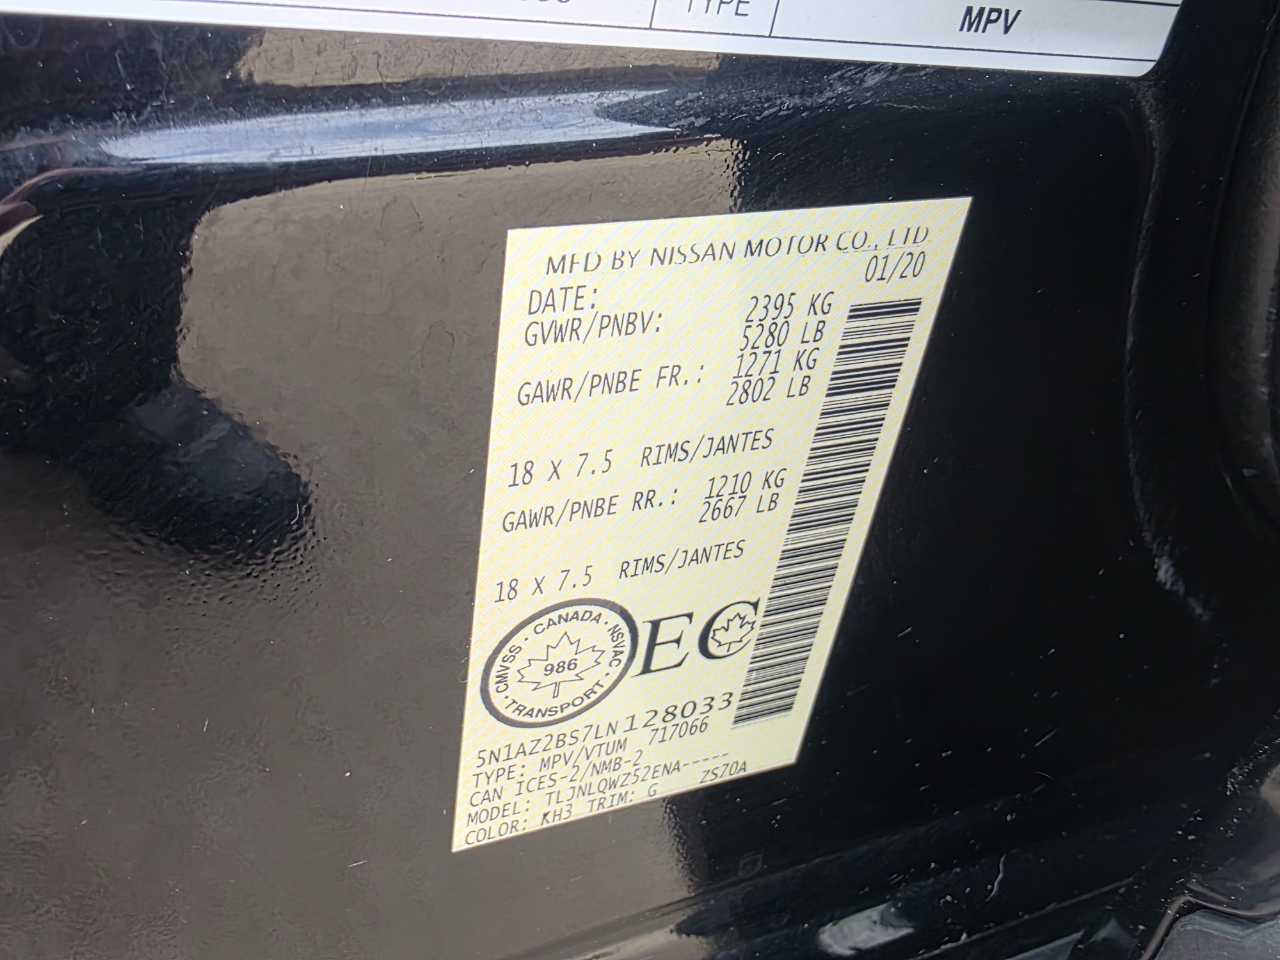 TYPE MPV
MFD BY NISSAN MOTOR CO., LTD
DATE: 01/20
GVWR/PNBV: 2395 KG
5280 LB
GAWR/PNBE FR.: 1271 KG
2802 LB
18 X 7.5 RIMS/JANTES
GAWR/PNBE RR.: 1210 KG
2667 LB
18 X 7.5 RIMS/JANTES
CMVSS · CANADA · NSVAC
986
TRANSPORT
EC
5N1AZ2BS7LN128033
TYPE: MPV/VTUM 717066
CAN ICES-2/NMB-2
MODEL: TLJNLQWZ52ENA-----
COLOR: KH3 TRIM: G ZS70A